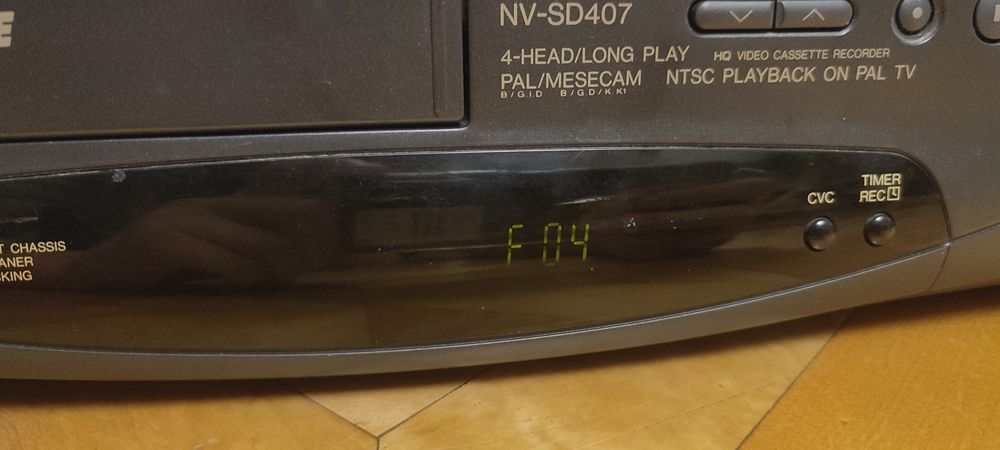 E
NV-SD407
4-HEAD/LONG PLAY HQ VIDEO CASSETTE RECORDER
PAL/MESECAM NTSC PLAYBACK ON PAL TV
B/G.I.D B/G.D/K.K1
TIMER
CVC REC
F04
T CHASSIS
ANER
KING